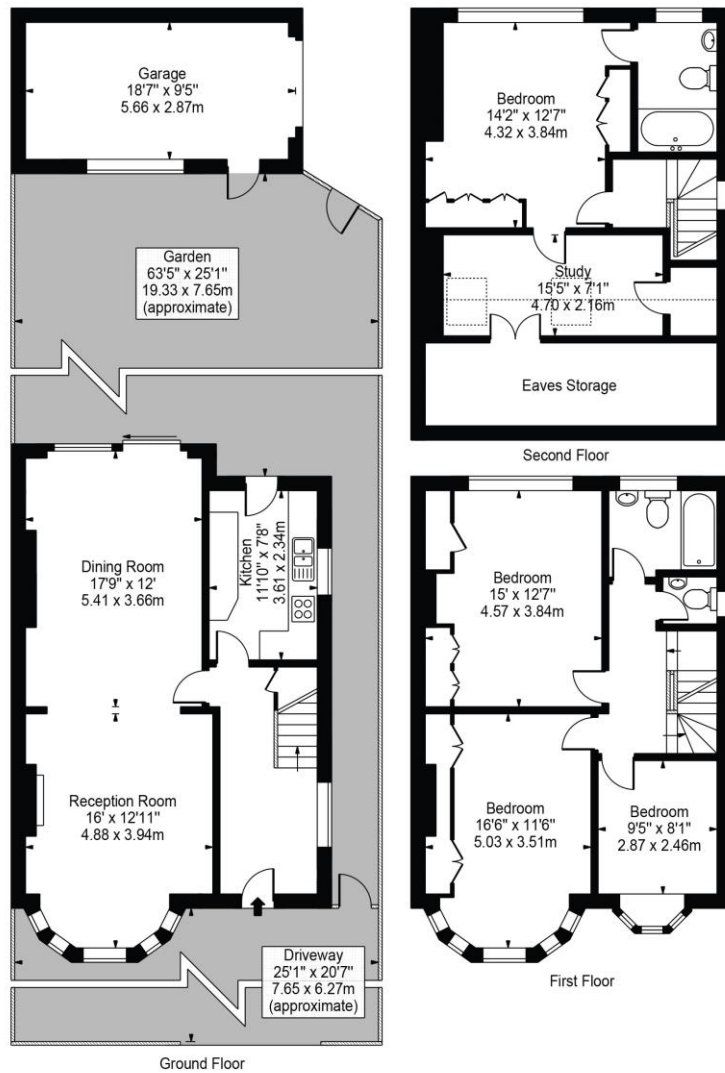 Garage
18'7" x 9'5"
5.66 x 2.87m
Garden
63'5" x 25'1"
19.33 x 7.65m
(approximate)
Dining Room
17'9" x 12'
5.41 x 3.66m
Kitchen
11'10" x 7'8"
3.61 x 2.34m
Reception Room
16' x 12'11"
4.88 x 3.94m
Driveway
25'1" x 20'7"
7.65 x 6.27m
(approximate)
Ground Floor
Bedroom
14'2" x 12'7"
4.32 x 3.84m
Study
15'5" x 7'1"
4.70 x 2.16m
Eaves Storage
Second Floor
Bedroom
15' x 12'7"
4.57 x 3.84m
Bedroom
16'6" x 11'6"
5.03 x 3.51m
Bedroom
9'5" x 8'1"
2.87 x 2.46m
First Floor